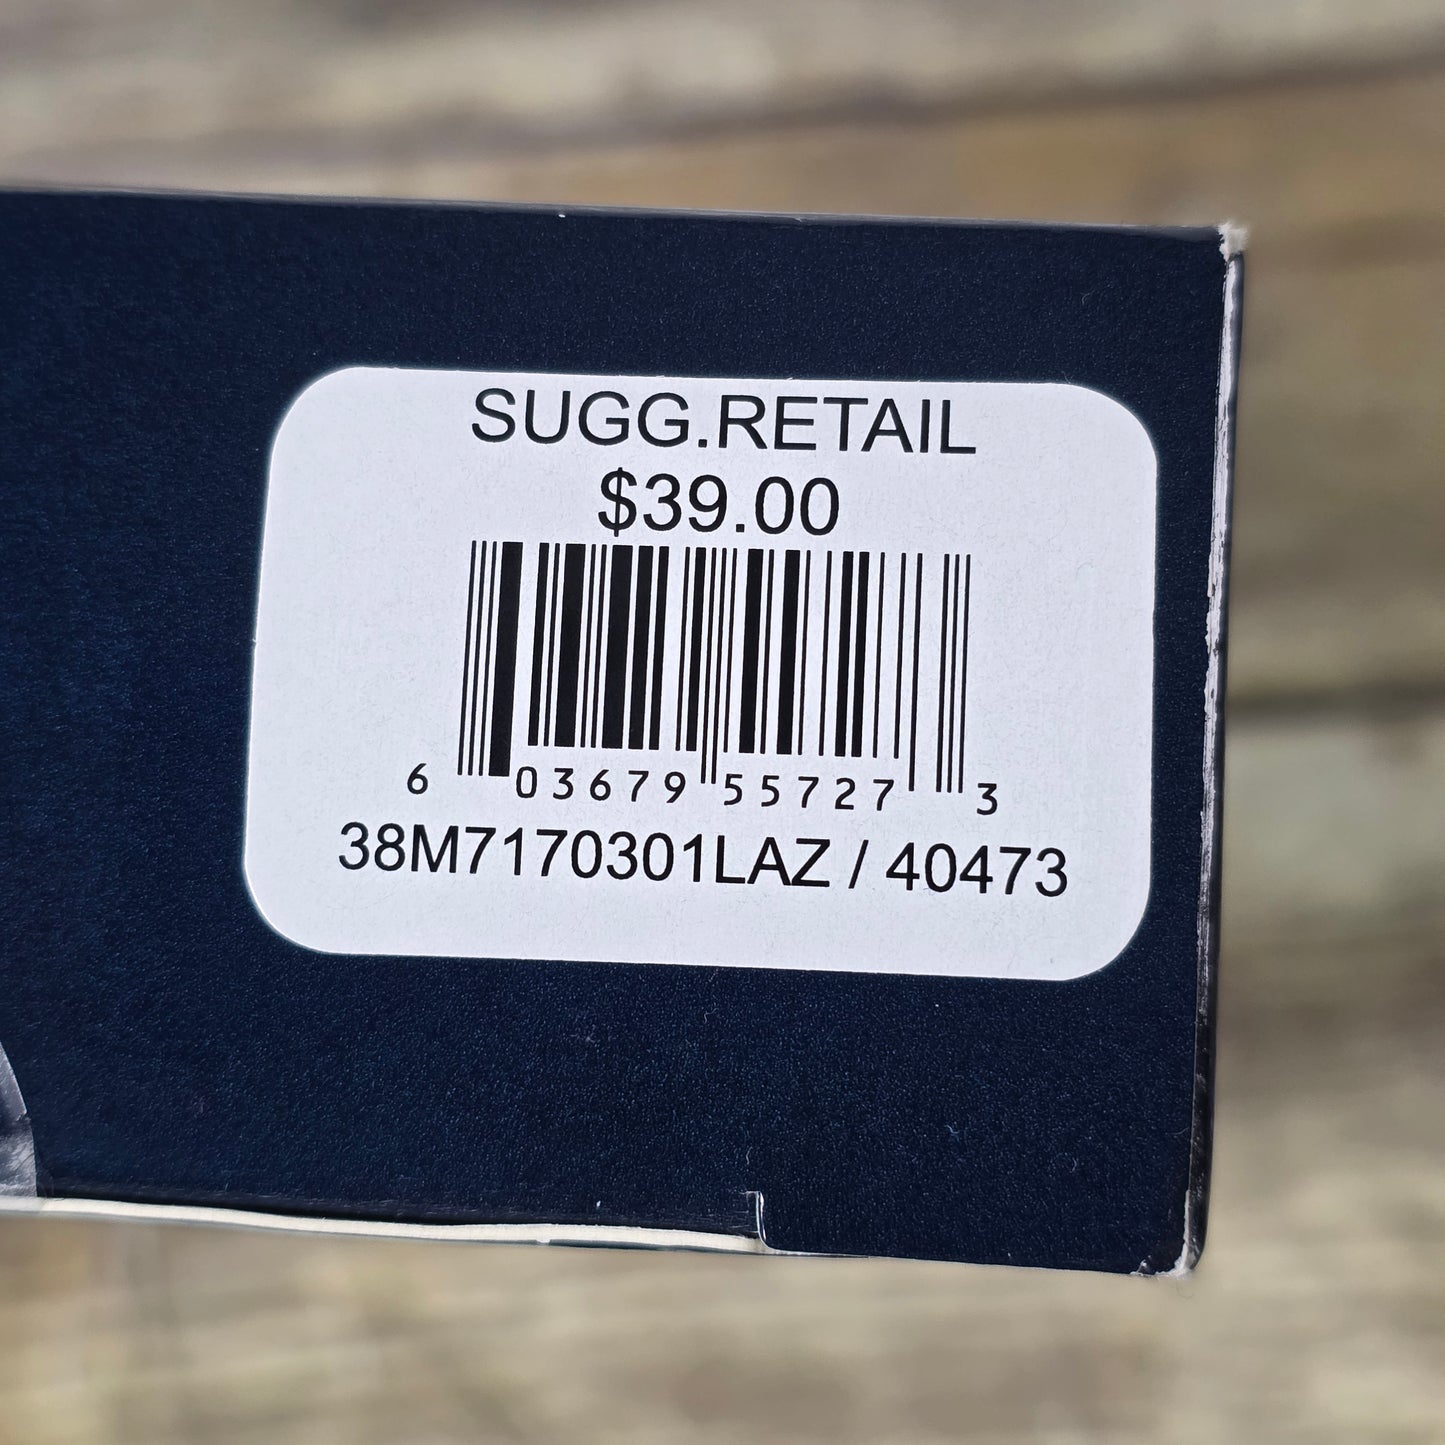 SUGG.RETAIL
$39.00
6 03679 55727 3
38M7170301LAZ / 40473